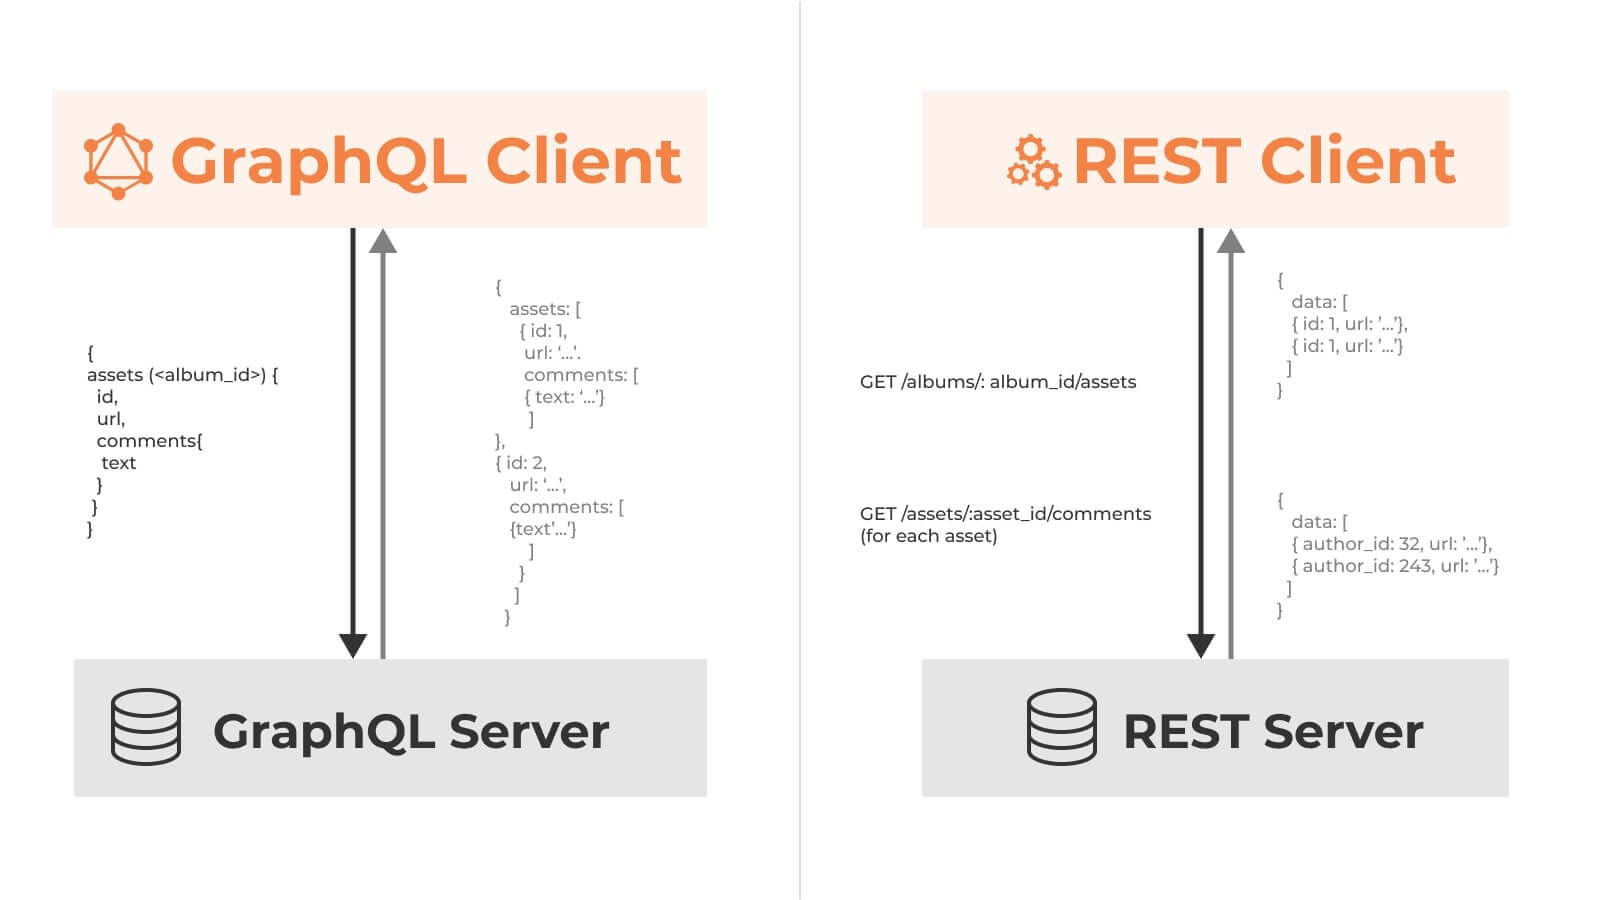 GraphQL Client
{
assets (<album_id>) {
id,
url,
comments{
text
}
}
}
{
assets: [
{ id: 1,
url: ‘...’.
comments: [
{ text: ‘...’}
]
},
{ id: 2,
url: ‘...’,
comments: [
{text’...’}
]
}
]
}
GraphQL Server
REST Client
GET /albums/: album_id/assets
{
data: [
{ id: 1, url: ’...’},
{ id: 1, url: ’...’}
]
}
GET /assets/:asset_id/comments
(for each asset)
{
data: [
{ author_id: 32, url: ’...’},
{ author_id: 243, url: ’...’}
]
}
REST Server